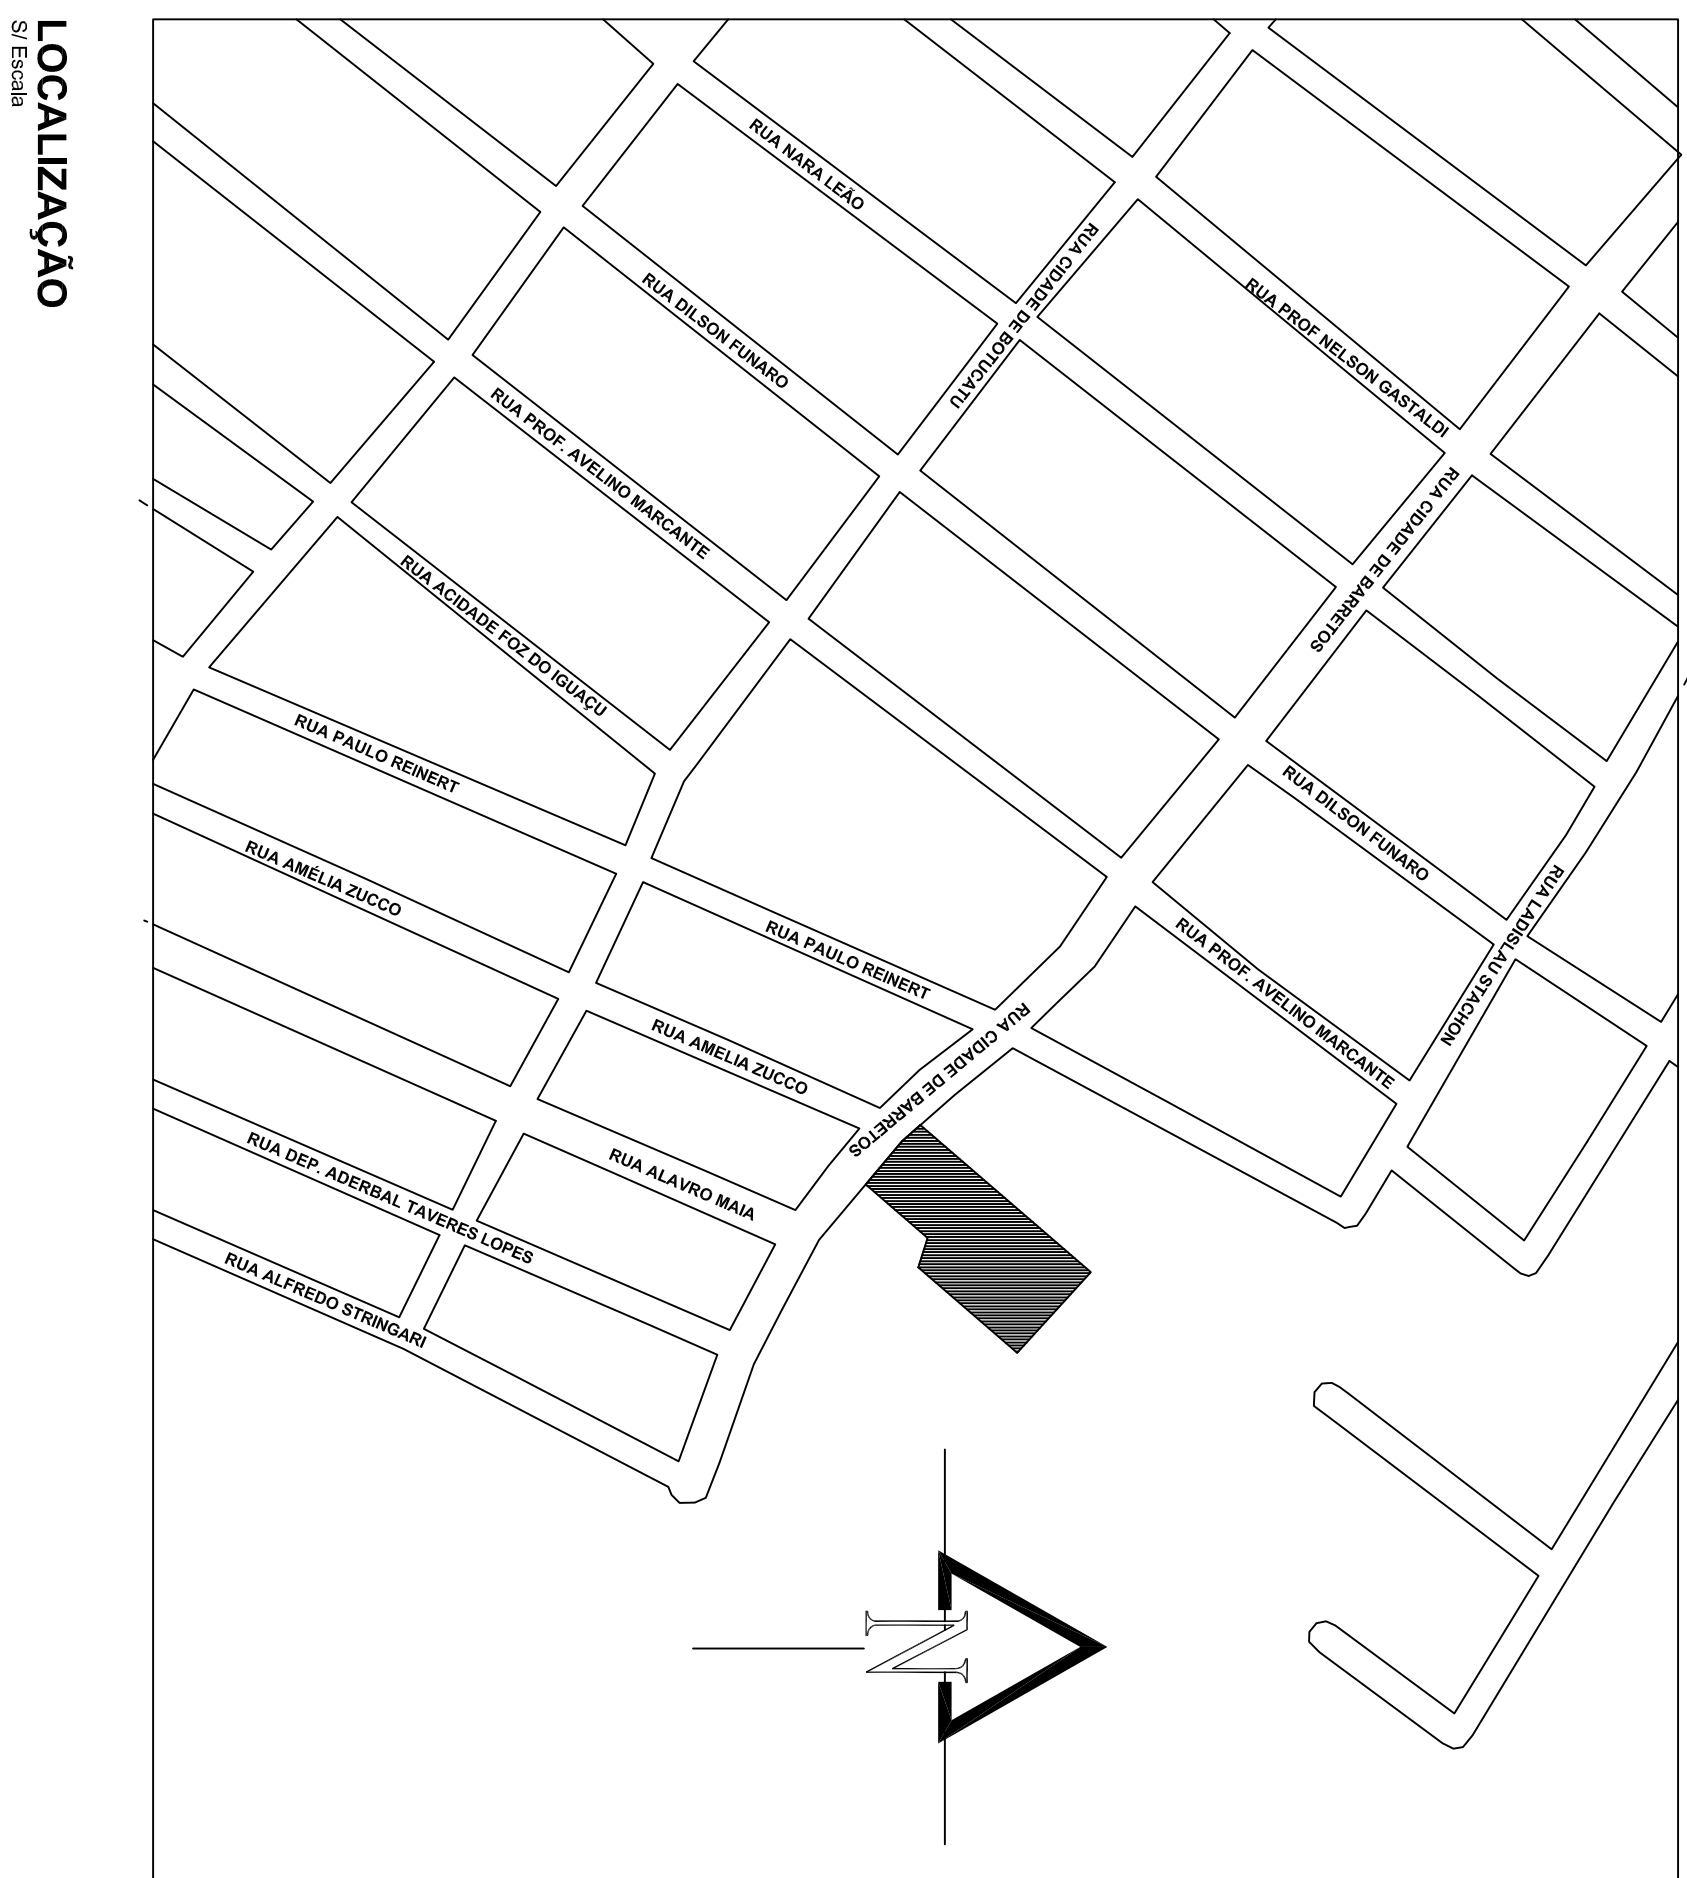 LOCALIZAÇÃO
S/ Escala
RUA NARA LEÃO
RUA CIDADE DE BOTUCATU
RUA PROF NELSON GASTALDI
RUA DILSON FUNARO
RUA PROF. AVELINO MARCANTE
RUA CIDADE DE BARRETOS
RUA ACIDADE FOZ DO IGUAÇU
RUA PAULO REINERT
RUA DILSON FUNARO
RUA AMÉLIA ZUCCO
RUA LADISLAU STACHON
RUA PAULO REINERT
RUA PROF. AVELINO MARCANTE
RUA CIDADE DE BARRETOS
RUA AMELIA ZUCCO
RUA DEP. ADERBAL TAVERES LOPES
RUA ALAVRO MAIA
RUA ALFREDO STRINGARI
N